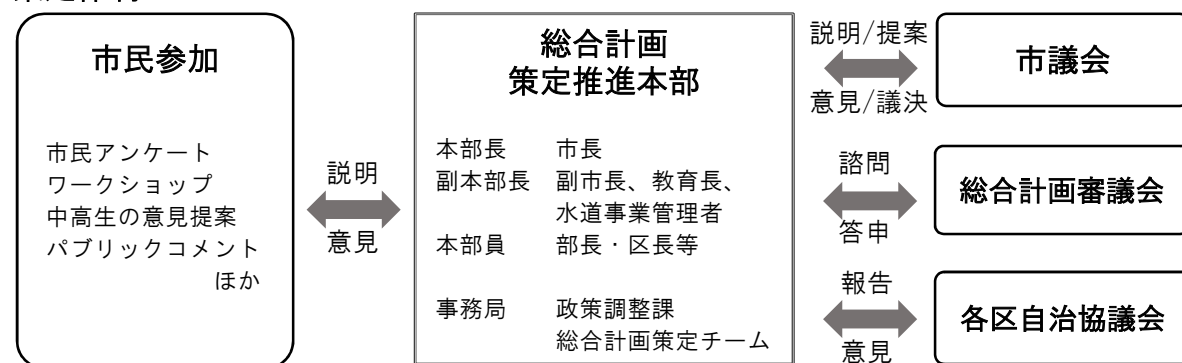 市民参加
市民アンケート
ワークショップ
中高生の意見提案
パブリックコメント
ほか
説明
意見
総合計画
策定推進本部
本部長 市長
副本部長 副市長、教育長、
水道事業管理者
本部員 部長・区長等
事務局 政策調整課
総合計画策定チーム
説明/提案
意見/議決
市議会
諮問
答申
総合計画審議会
報告
意見
各区自治協議会